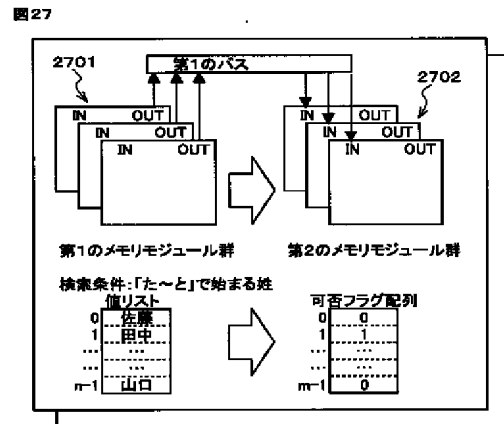 図27
2701
第1のバス
2702
IN OUT
IN OUT
IN OUT
IN OUT
IN OUT
IN OUT
第1のメモリモジュール群
第2のメモリモジュール群
検索条件:「た〜と」で始まる姓
値リスト
0 佐藤
1 田中
... ...
... ...
n-1 山口
可否フラグ配列
0 0
1 1
... ...
... ...
m-1 0